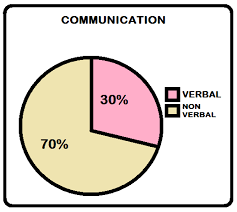 COMMUNICATION
30%
70%
VERBAL
NON
VERBAL